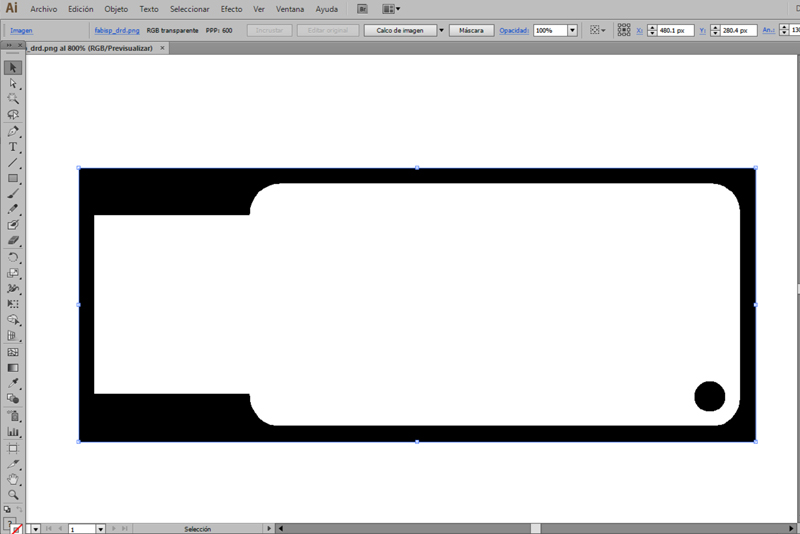 Ai Archivo Edición Objeto Texto Seleccionar Efecto Ver Ventana Ayuda Br
Imagen fabisp_drd.png RGB transparente PPP: 600 Incrustar Editar original Calco de imagen Máscara Opacidad: 100% X: 480.1 px Y: 280.4 px An.: 130
_drd.png al 800% (RGB/Previsualizar) ×
T
1 Selección
?